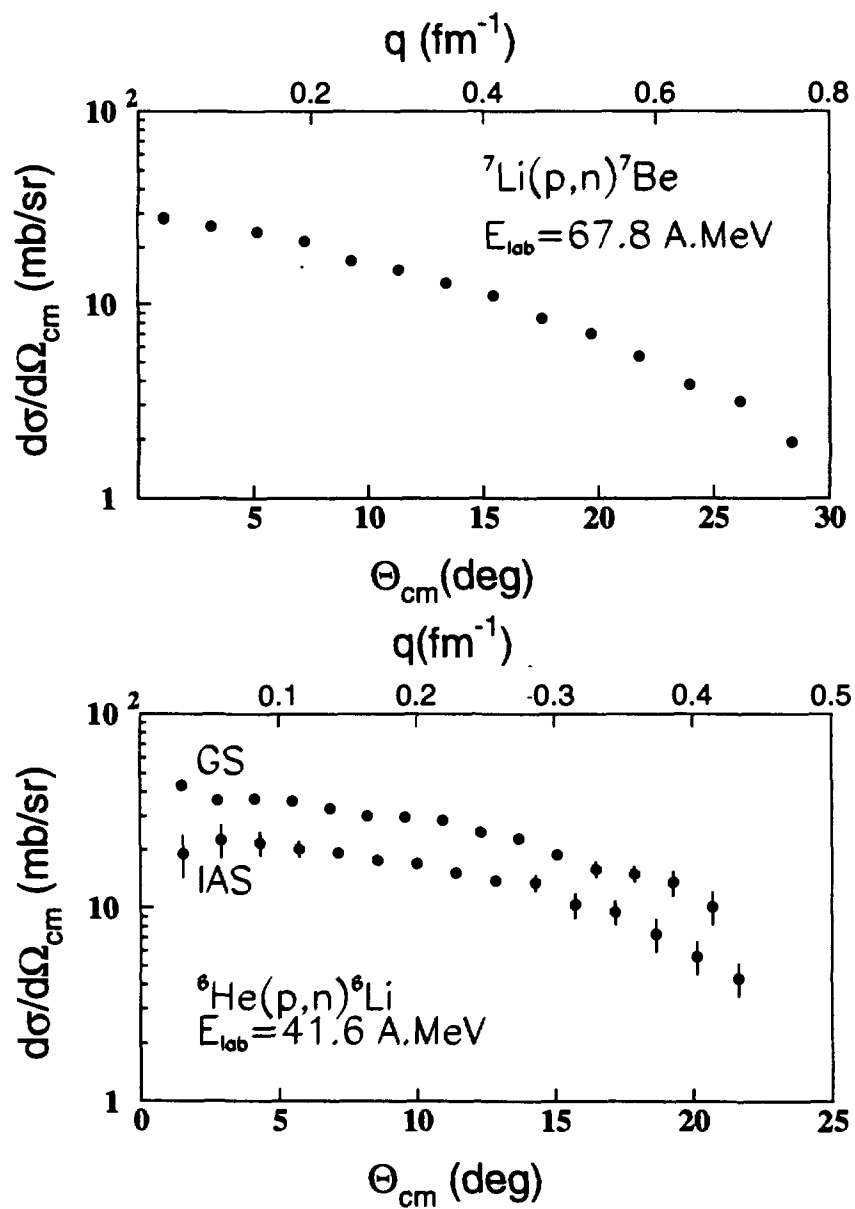 q (fm⁻¹)
0.2 0.4 0.6 0.8
10²
⁷Li(p,n)⁷Be
E_lab=67.8 A.MeV
10
1
dσ/dΩ_cm (mb/sr)
5 10 15 20 25 30
Θ_cm(deg)
q(fm⁻¹)
0.1 0.2 -0.3 0.4 0.5
10²
GS
IAS
10
⁶He(p,n)⁶Li
E_lab=41.6 A.MeV
1
dσ/dΩ_cm (mb/sr)
0 5 10 15 20 25
Θ_cm (deg)